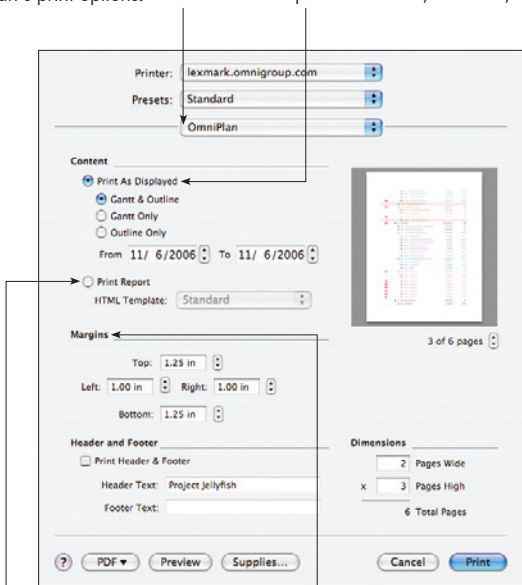 n's print options.
Printer: lexmark.omnigroup.com
Presets: Standard
OmniPlan
Content
Print As Displayed
Gantt & Outline
Gantt Only
Outline Only
From 11/ 6/2006 To 11/ 6/2006
Print Report
HTML Template: Standard
3 of 6 pages
Margins
Top: 1.25 in
Left: 1.00 in Right: 1.00 in
Bottom: 1.25 in
Header and Footer Dimensions
Print Header & Footer 2 Pages Wide
Header Text: Project Jellyfish x 3 Pages High
Footer Text: 6 Total Pages
? PDF Preview Supplies... Cancel Print